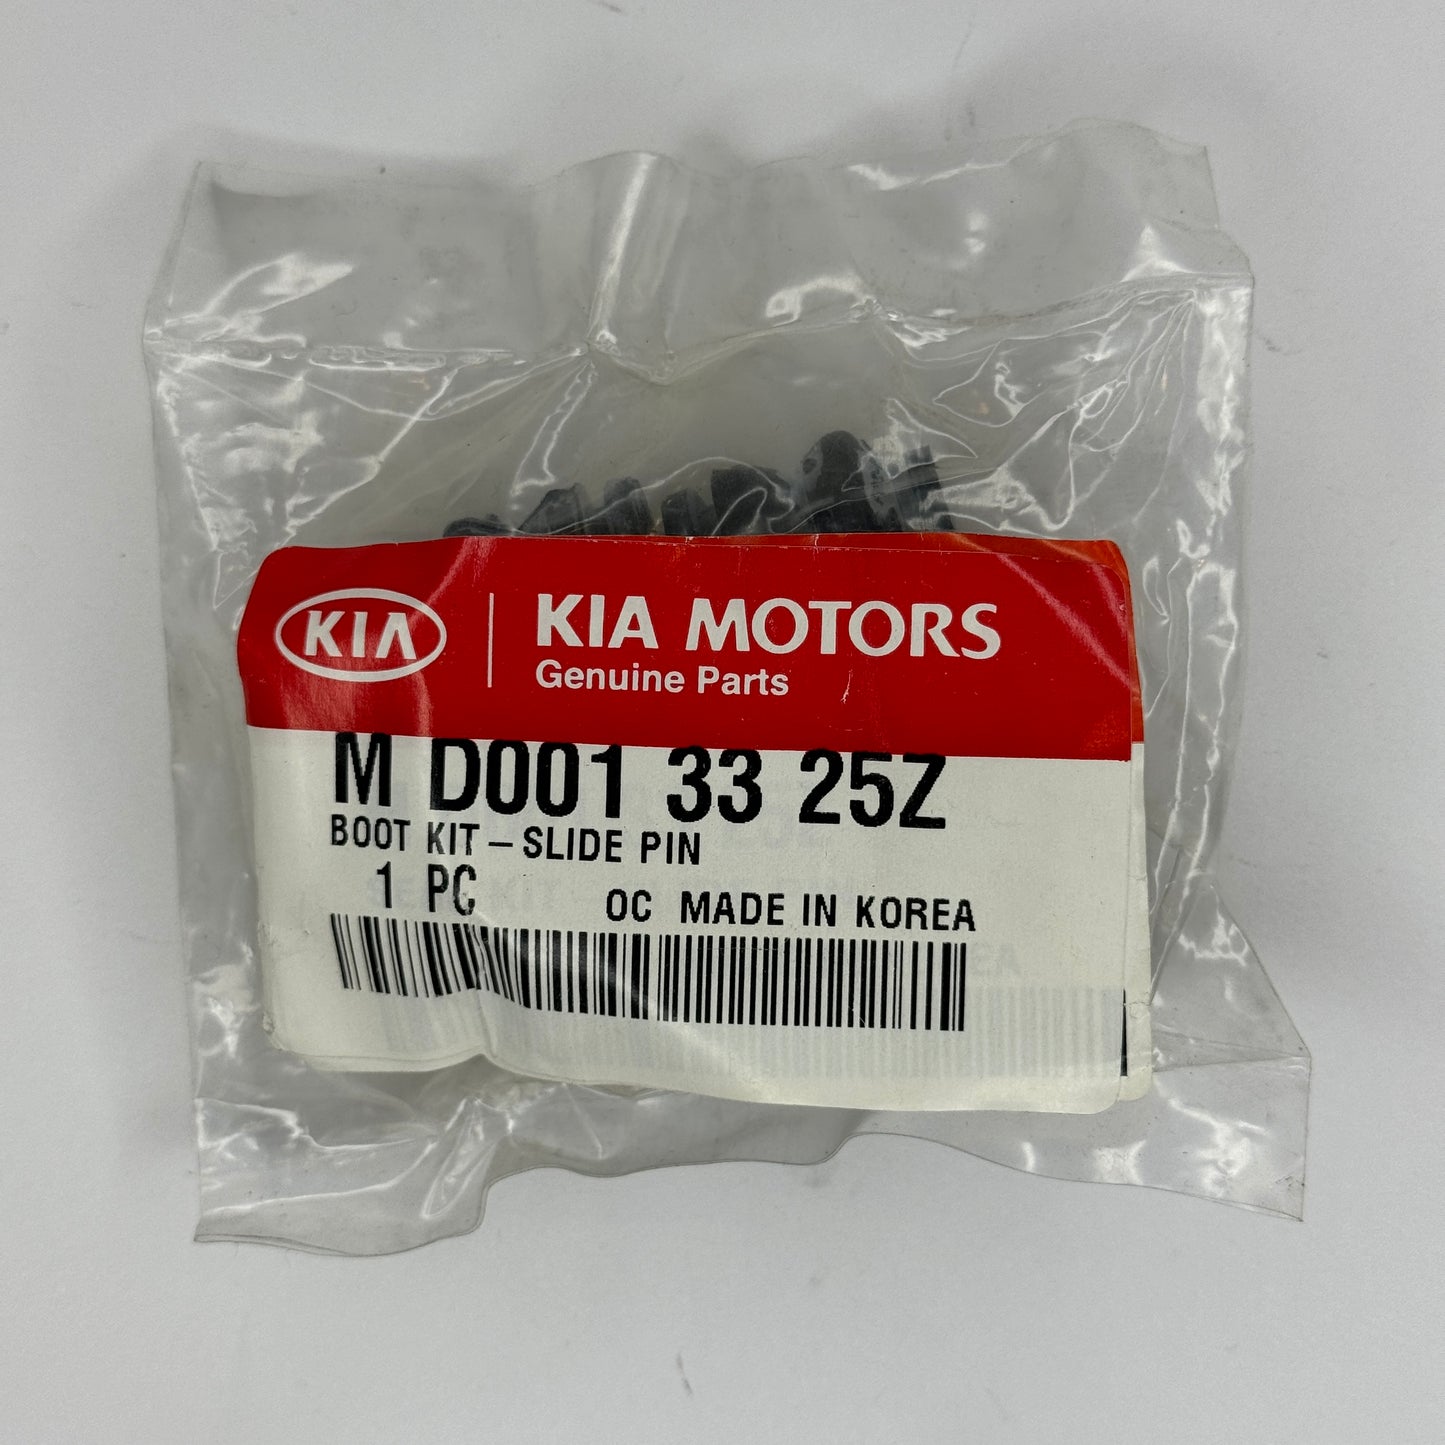 KIA
KIA MOTORS
Genuine Parts
M D001 33 25Z
BOOT KIT – SLIDE PIN
1 PC OC MADE IN KOREA